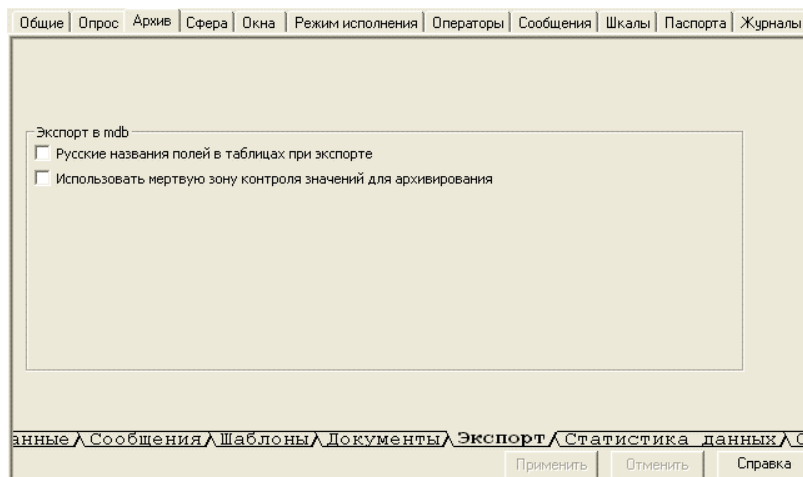 Общие Опрос Архив Сфера Окна Режим исполнения Операторы Сообщения Шкалы Паспорта Журналы
Экспорт в mdb
Русские названия полей в таблицах при экспорте
Использовать мертвую зону контроля значений для архивирования
анные Сообщения Шаблоны Документы Экспорт Статистика данных
Применить Отменить Справка